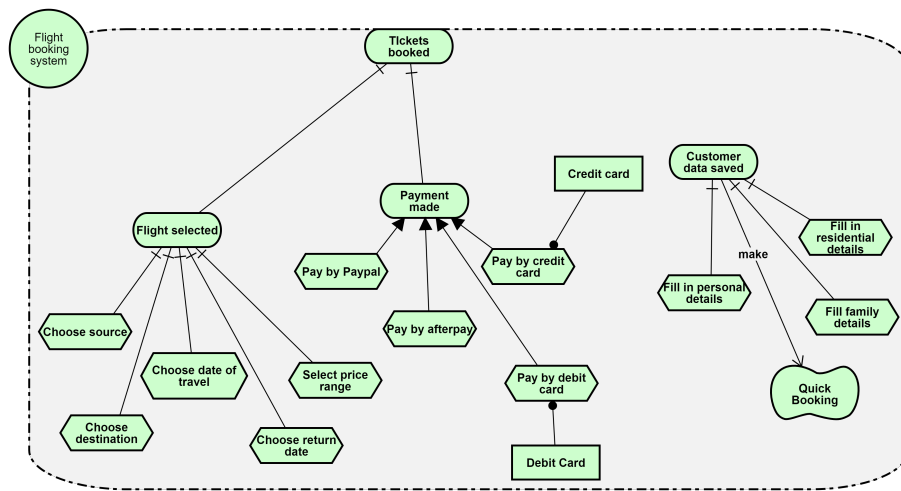 Flight
booking
system
TIckets
booked
Customer
data saved
Credit card
Payment
made
Flight selected
Fill in
residential
details
make
Pay by Paypal
Pay by credit
card
Fill in personal
details
Choose source
Pay by afterpay
Fill family
details
Choose date of
travel
Select price
range
Pay by debit
card
Quick
Booking
Choose
destination
Choose return
date
Debit Card